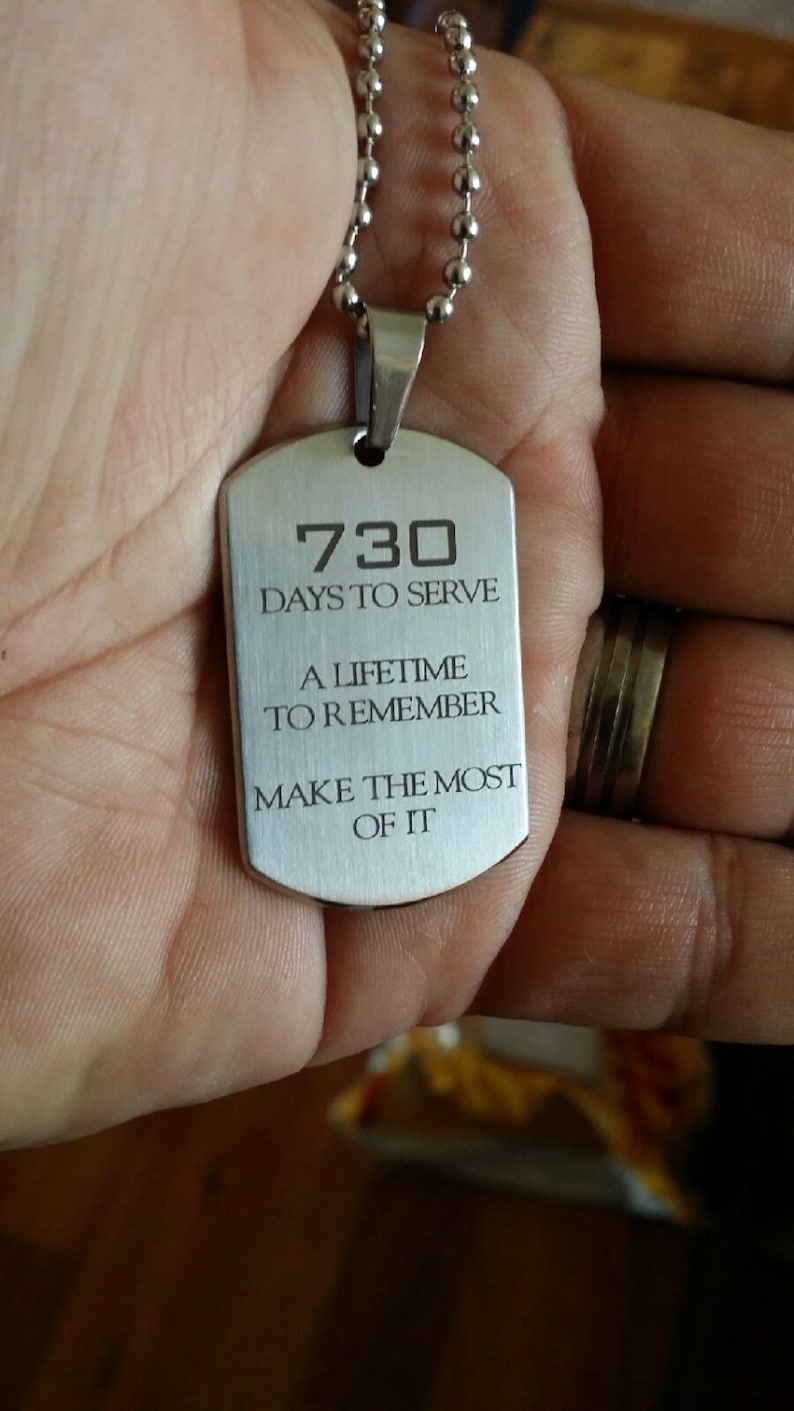 730
DAYS TO SERVE
A LIFETIME
TO REMEMBER
MAKE THE MOST
OF IT